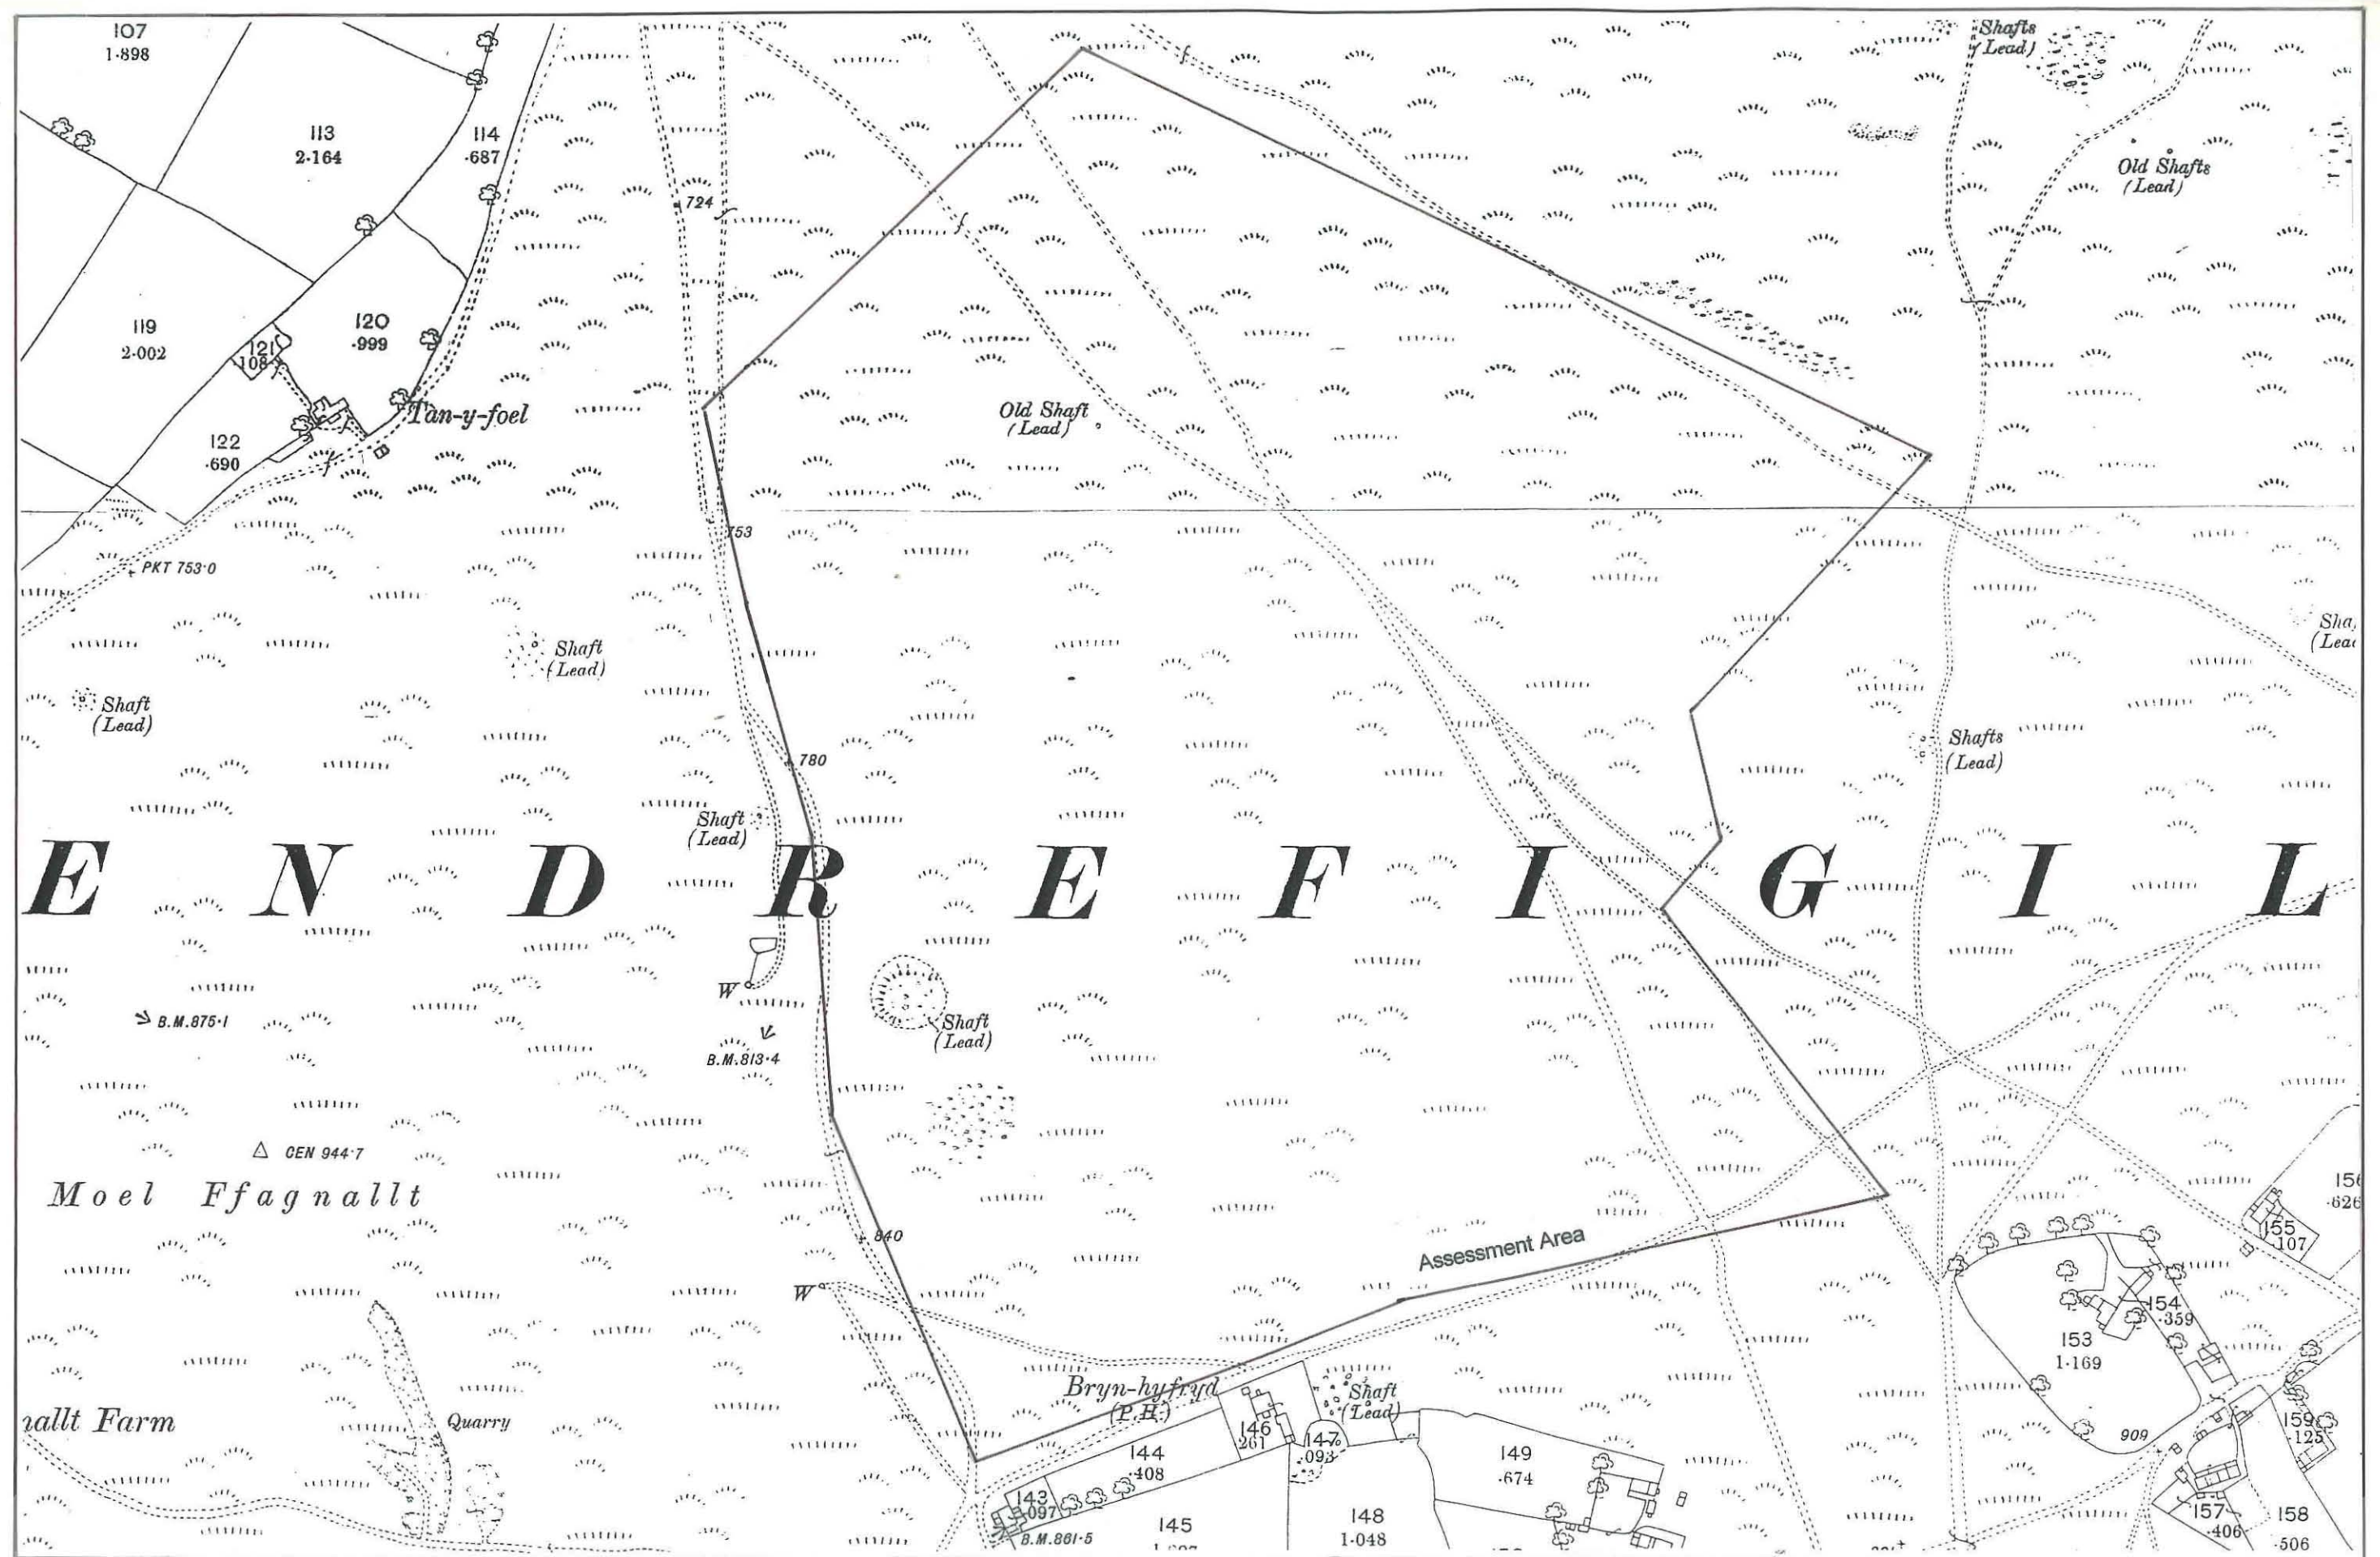 107
1·898
113
2·164
114
·687
119
2·002
120
·999
121
·108
122
·690
Tan-y-foel
724
Shafts
(Lead)
Old Shafts
(Lead)
Old Shaft
(Lead)
753
PKT 753·0
Shaft
(Lead)
Shaft
(Lead)
780
Shaft
(Lead)
Shafts
(Lead)
E N D R E F I G I L
W
B.M.875·1
B.M.813·4
Shaft
(Lead)
CEN 944·7
Moel Ffagnallt
840
W
Assessment Area
155
·107
154
·359
153
1·169
Quarry
Bryn-hyfryd
(P.H.)
Shaft
(Lead)
146
·261
147
·093
144
·408
149
·674
143
·097
B.M.861·5
145
148
1·048
909
159
·125
157
·406
158
·506